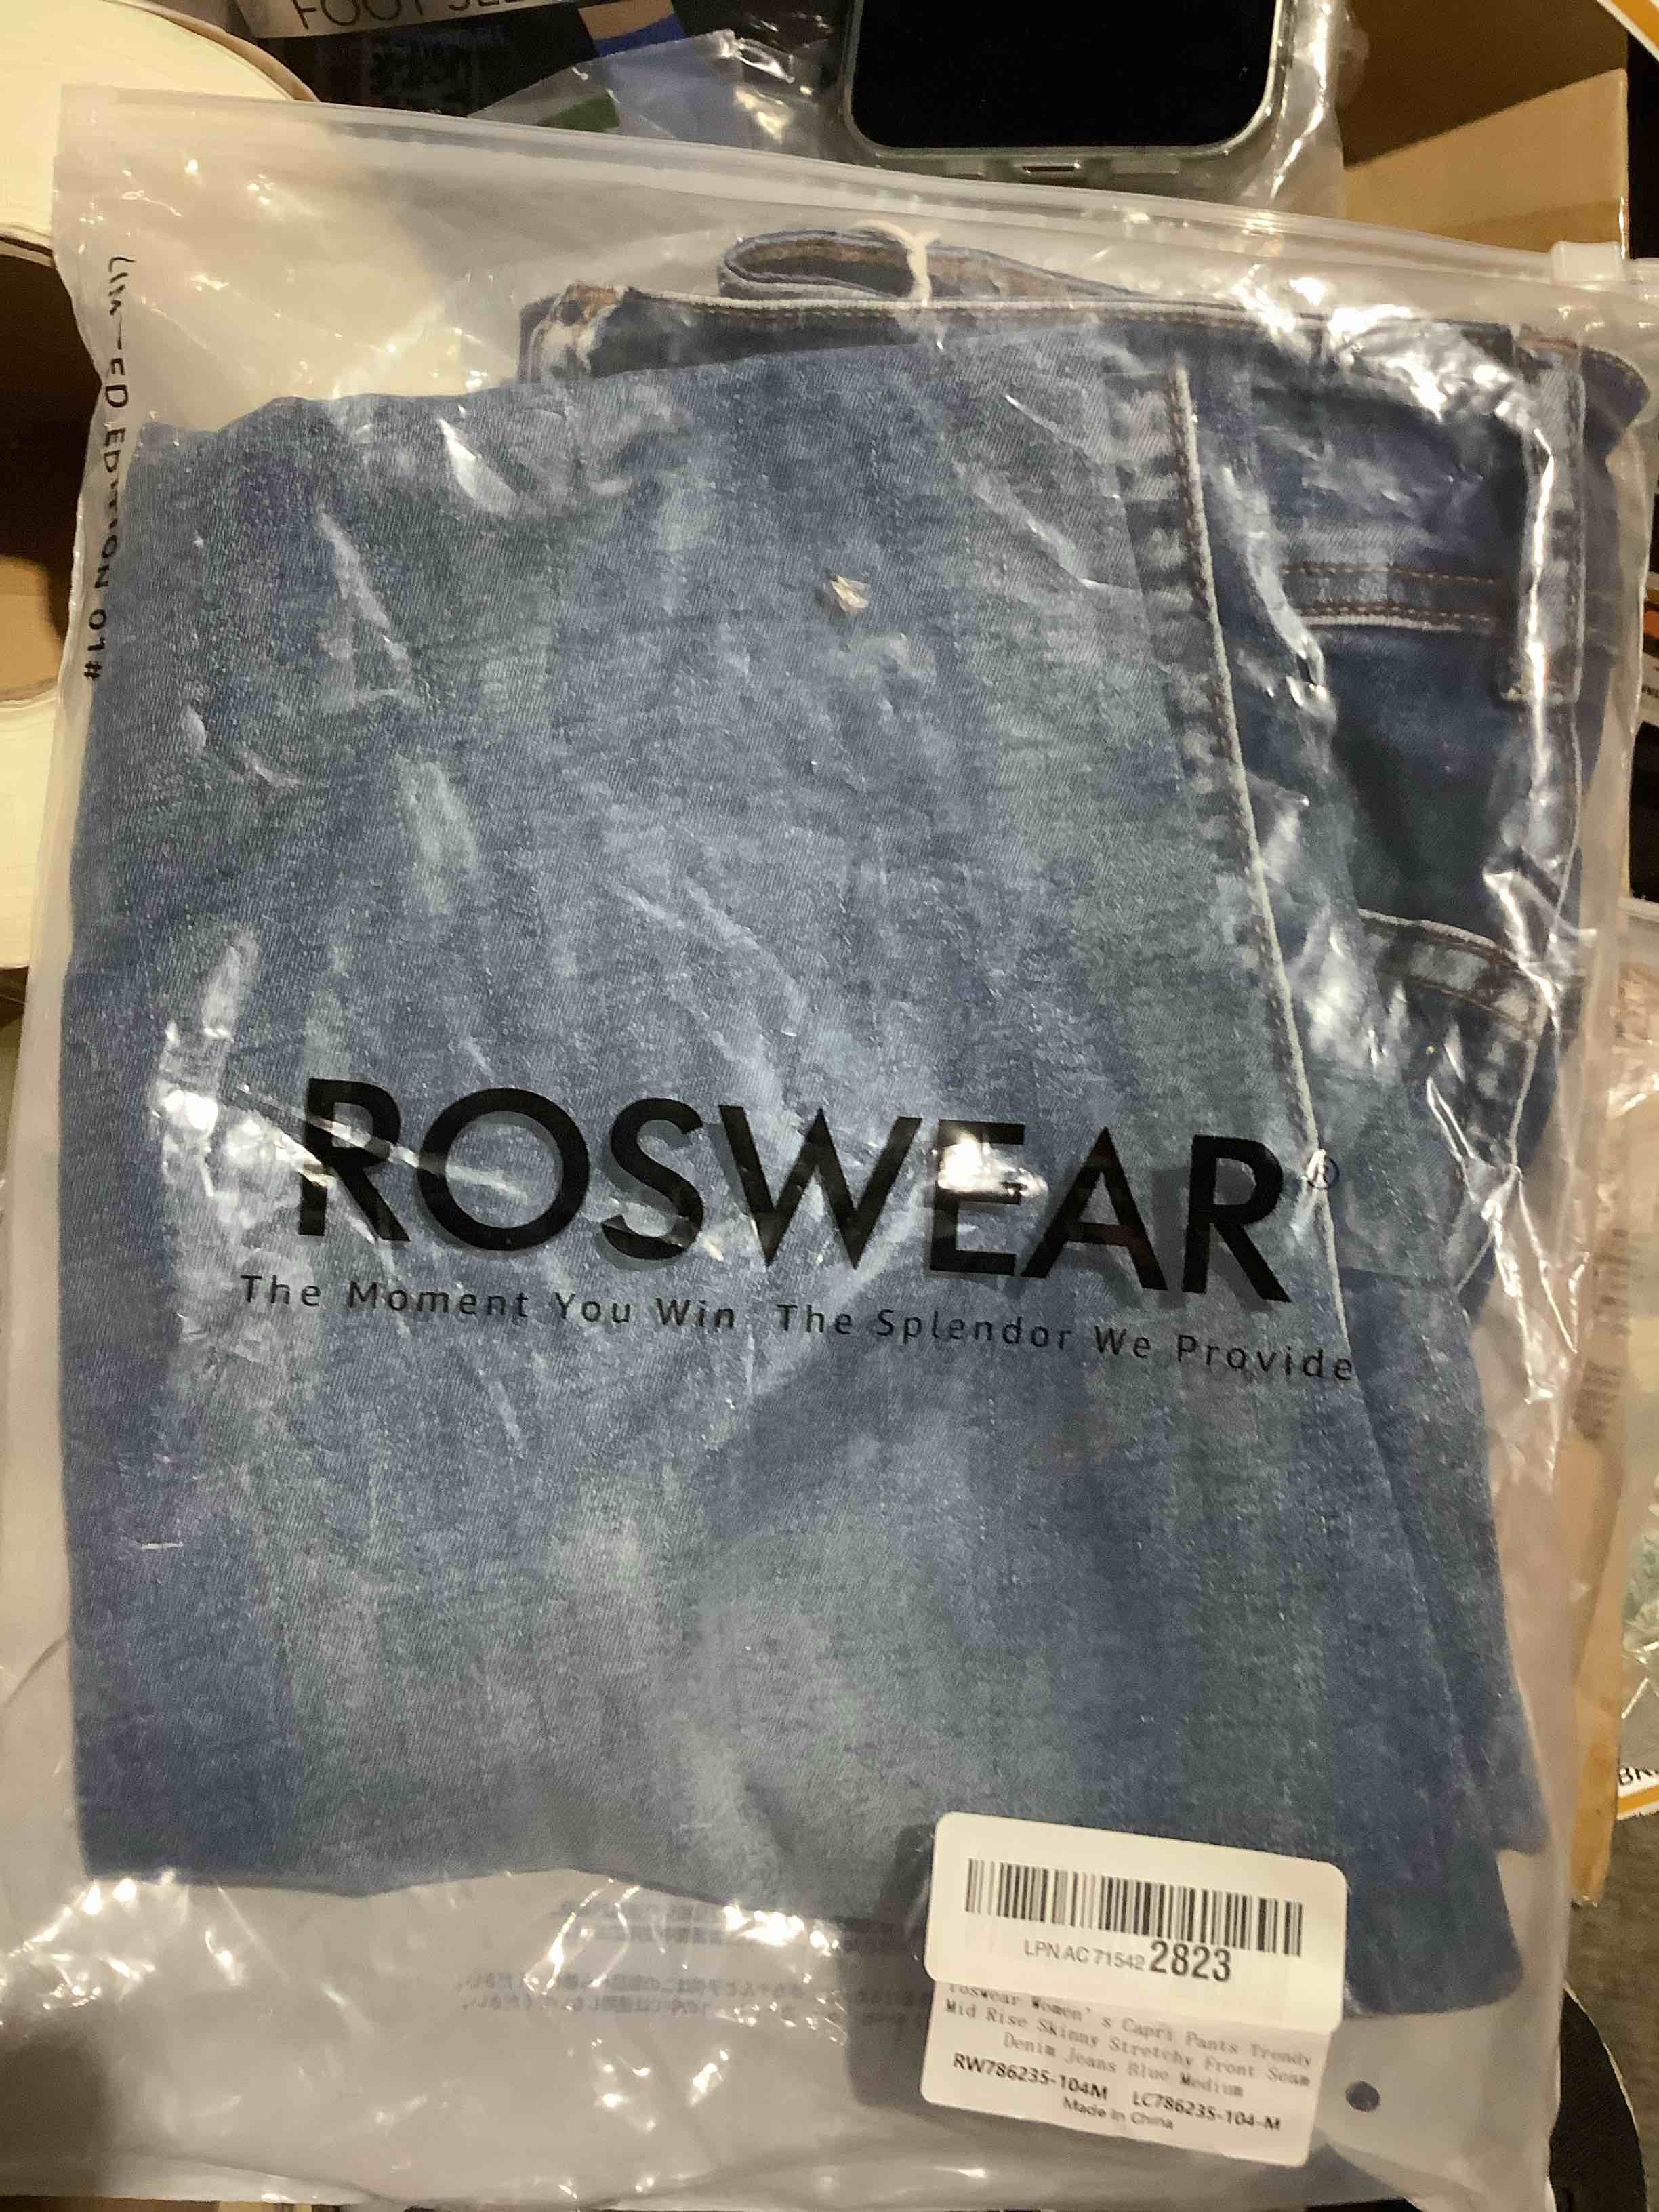 FOOT
LIMITED EDITION 01#
ROSWEAR®
The Moment You Win The Splendor We Provide
LPN AC 71542 2823
roswear Women's Capri Pants Trendy
Mid Rise Skinny Stretchy Front Seam
Denim Jeans Blue Medium
RW786235-104M LC786235-104-M
Made In China